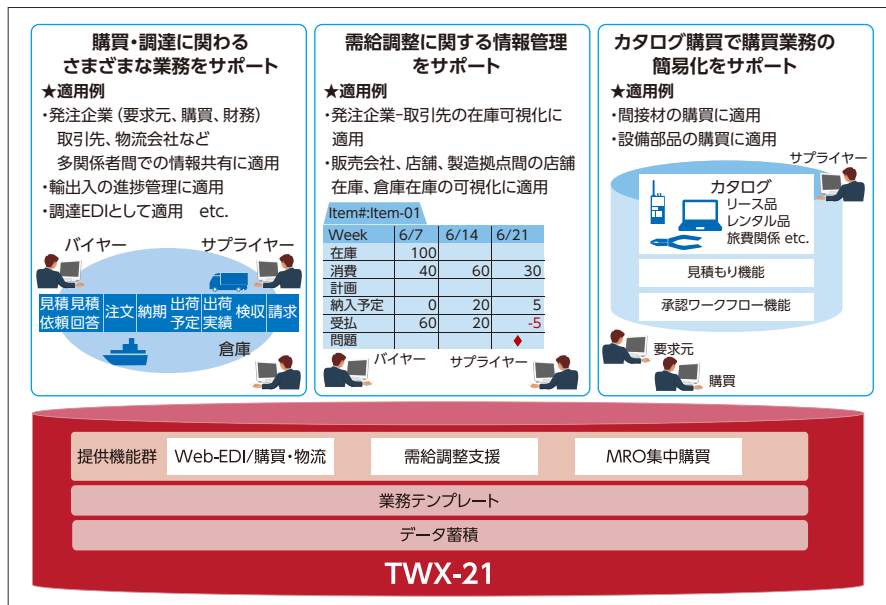 購買・調達に関わる
さまざまな業務をサポート
★適用例
・発注企業（要求元、購買、財務）
取引先、物流会社など
多関係者間での情報共有に適用
・輸出入の進捗管理に適用
・調達EDIとして適用　etc.
バイヤー
サプライヤー
見積依頼 見積回答 注文 納期 出荷予定 出荷実績 検収 請求
倉庫
需給調整に関する情報管理
をサポート
★適用例
・発注企業−取引先の在庫可視化に
適用
・販売会社、店舗、製造拠点間の店舗
在庫、倉庫在庫の可視化に適用
Item#:Item-01
Week 6/7 6/14 6/21
在庫 100
消費 40 60 30
計画
納入予定 0 20 5
受払 60 20 -5
問題 ♦
バイヤー
サプライヤー
カタログ購買で購買業務の
簡易化をサポート
★適用例
・間接材の購買に適用
・設備部品の購買に適用
サプライヤー
カタログ
リース品
レンタル品
旅費関係 etc.
見積もり機能
承認ワークフロー機能
要求元
購買
提供機能群 Web-EDI/購買・物流 需給調整支援 MRO集中購買
業務テンプレート
データ蓄積
TWX-21